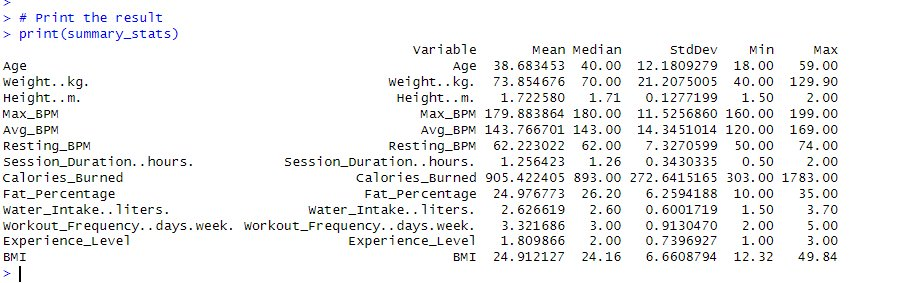 >
> # Print the result
> print(summary_stats)
Variable Mean Median StdDev Min Max
Age Age 38.683453 40.00 12.1809279 18.00 59.00
Weight..kg. Weight..kg. 73.854676 70.00 21.2075005 40.00 129.90
Height..m. Height..m. 1.722580 1.71 0.1277199 1.50 2.00
Max_BPM Max_BPM 179.883864 180.00 11.5256860 160.00 199.00
Avg_BPM Avg_BPM 143.766701 143.00 14.3451014 120.00 169.00
Resting_BPM Resting_BPM 62.223022 62.00 7.3270599 50.00 74.00
Session_Duration..hours. Session_Duration..hours. 1.256423 1.26 0.3430335 0.50 2.00
Calories_Burned Calories_Burned 905.422405 893.00 272.6415165 303.00 1783.00
Fat_Percentage Fat_Percentage 24.976773 26.20 6.2594188 10.00 35.00
Water_Intake..liters. Water_Intake..liters. 2.626619 2.60 0.6001719 1.50 3.70
Workout_Frequency..days.week. Workout_Frequency..days.week. 3.321686 3.00 0.9130470 2.00 5.00
Experience_Level Experience_Level 1.809866 2.00 0.7396927 1.00 3.00
BMI BMI 24.912127 24.16 6.6608794 12.32 49.84
>